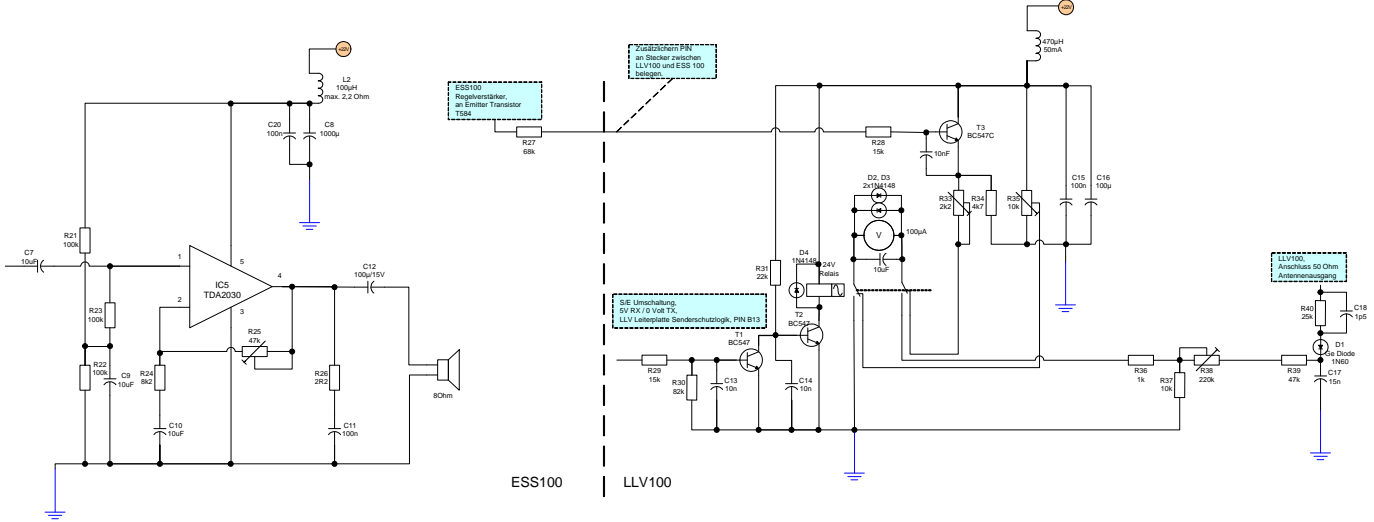 +22V
L2
100µH
max. 2,2 Ohm
C20
100n
C8
1000µ
R21
100k
C7
10uF
1
5
4
2
3
IC5
TDA2030
C12
100µ/15V
R23
100k
R25
47k
R22
100k
C9
10uF
R24
8k2
R26
2R2
C10
10uF
C11
100n
8Ohm
ESS100
Regelverstärker,
an Emitter Transistor
T584
Zusätzlichern PIN
an Stecker zwischen
LLV100 und ESS 100
belegen.
R27
68k
R28
15k
+22V
470µH
50mA
T3
BC547C
10nF
D2, D3
2x1N4148
V
100µA
10uF
R33
2k2
R34
4k7
R35
10k
C15
100n
C16
100µ
R31
22k
D4
1N4148
24V
Relais
T2
BC547
S/E Umschaltung,
5V RX / 0 Volt TX,
LLV Leiterplatte Senderschutzlogik, PIN B13
T1
BC547
R29
15k
R30
82k
C13
10n
C14
10n
LLV100,
Anschluss 50 Ohm
Antennenausgang
R40
25k
C18
1p5
D1
Ge Diode
1N60
R36
1k
R37
10k
R38
220k
R39
47k
C17
15n
ESS100
LLV100